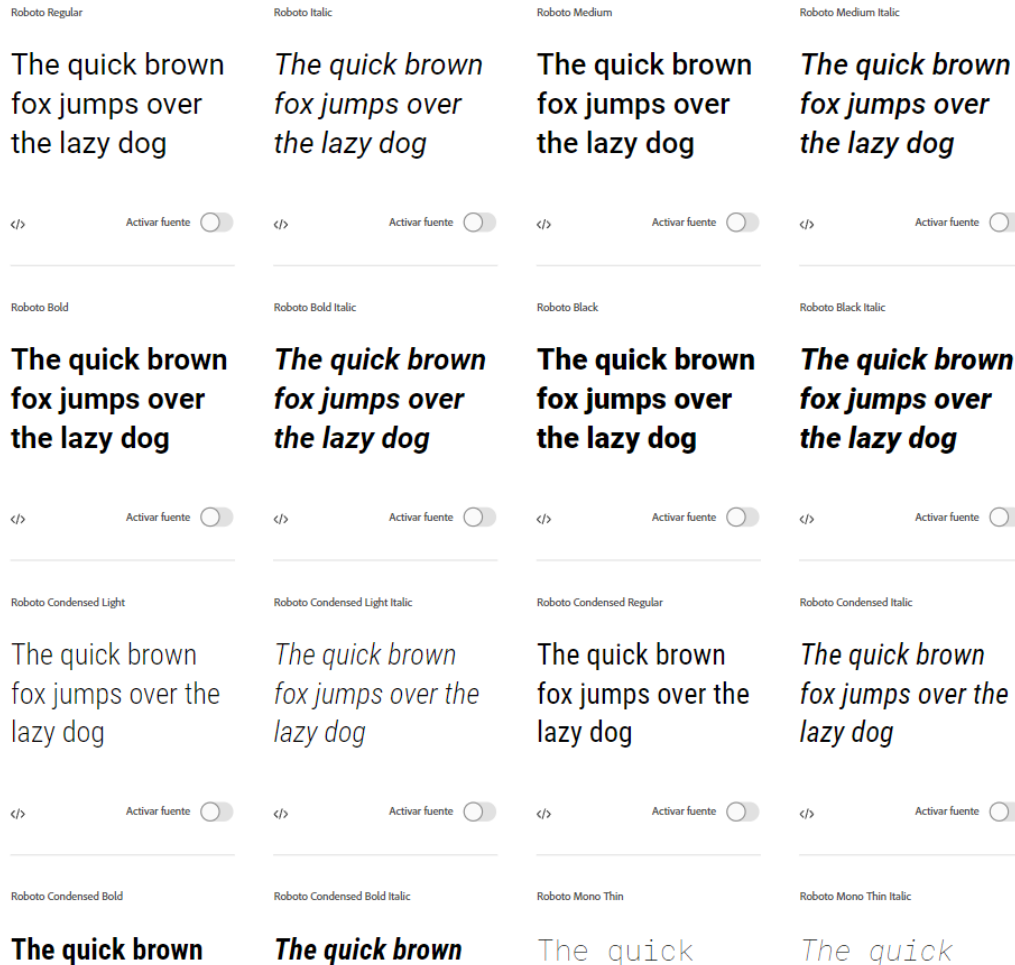 Roboto Regular
The quick brown
fox jumps over
the lazy dog
</> Activar fuente
Roboto Italic
The quick brown
fox jumps over
the lazy dog
</> Activar fuente
Roboto Medium
The quick brown
fox jumps over
the lazy dog
</> Activar fuente
Roboto Medium Italic
The quick brown
fox jumps over
the lazy dog
</> Activar fuente
Roboto Bold
The quick brown
fox jumps over
the lazy dog
</> Activar fuente
Roboto Bold Italic
The quick brown
fox jumps over
the lazy dog
</> Activar fuente
Roboto Black
The quick brown
fox jumps over
the lazy dog
</> Activar fuente
Roboto Black Italic
The quick brown
fox jumps over
the lazy dog
</> Activar fuente
Roboto Condensed Light
The quick brown
fox jumps over the
lazy dog
</> Activar fuente
Roboto Condensed Light Italic
The quick brown
fox jumps over the
lazy dog
</> Activar fuente
Roboto Condensed Regular
The quick brown
fox jumps over the
lazy dog
</> Activar fuente
Roboto Condensed Italic
The quick brown
fox jumps over the
lazy dog
</> Activar fuente
Roboto Condensed Bold
The quick brown
Roboto Condensed Bold Italic
The quick brown
Roboto Mono Thin
The quick
Roboto Mono Thin Italic
The quick